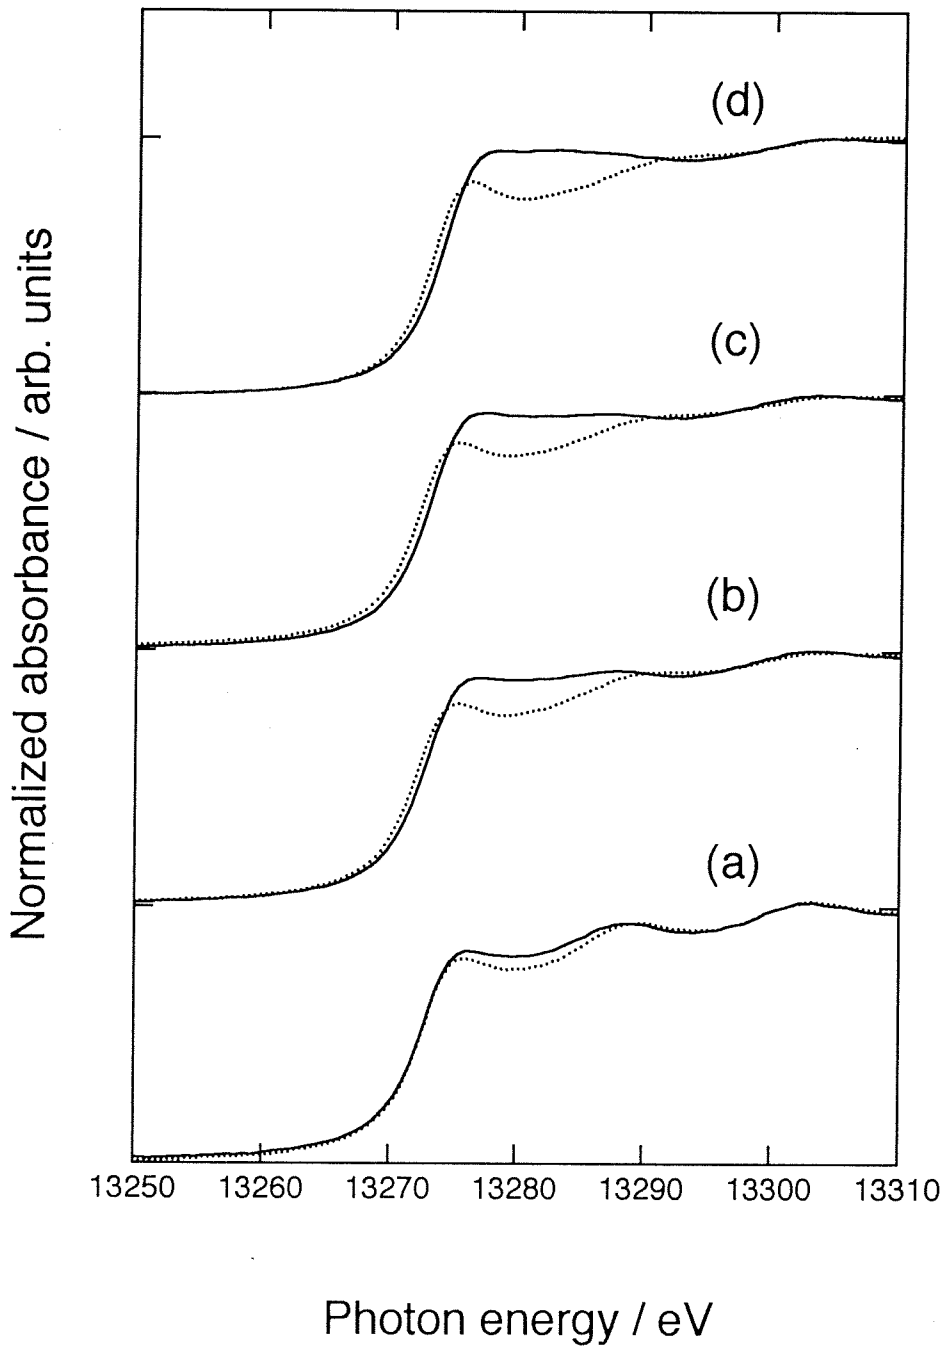 (d)
(c)
(b)
(a)
Normalized absorbance / arb. units
13250 13260 13270 13280 13290 13300 13310
Photon energy / eV